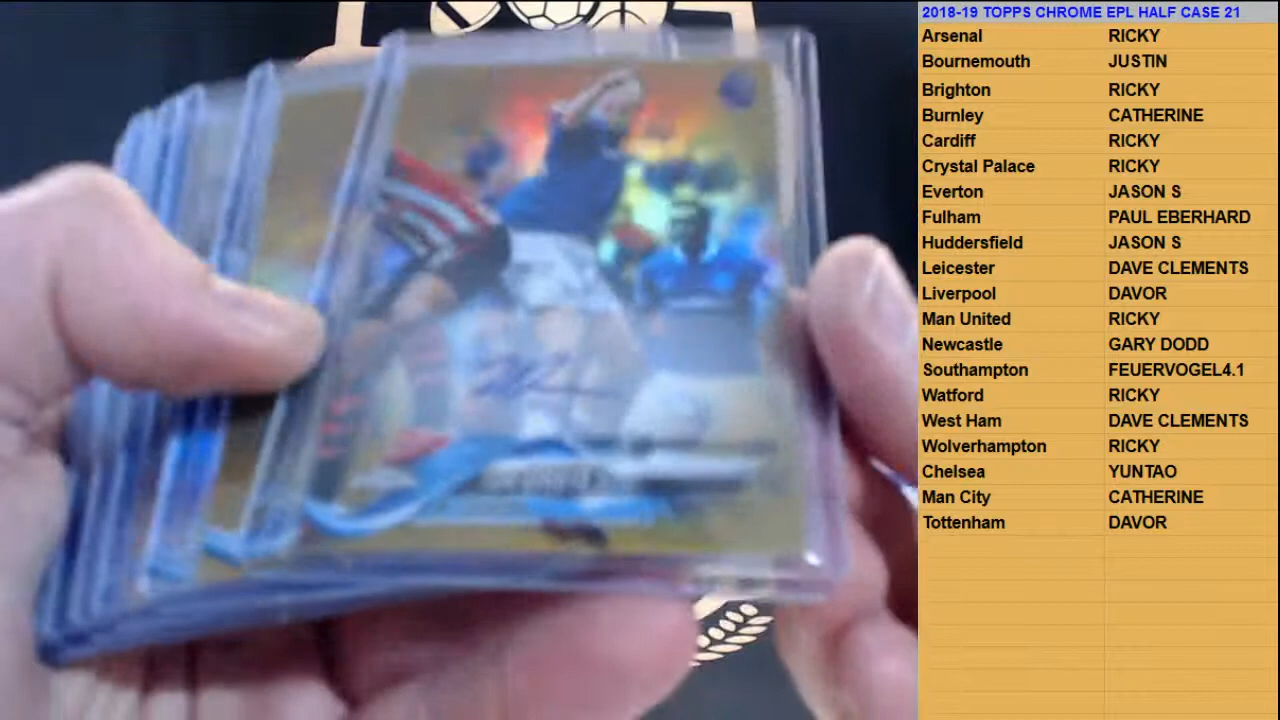 2018-19 TOPPS CHROME EPL HALF CASE 21
Arsenal RICKY
Bournemouth JUSTIN
Brighton RICKY
Burnley CATHERINE
Cardiff RICKY
Crystal Palace RICKY
Everton JASON S
Fulham PAUL EBERHARD
Huddersfield JASON S
Leicester DAVE CLEMENTS
Liverpool DAVOR
Man United RICKY
Newcastle GARY DODD
Southampton FEUERVOGEL4.1
Watford RICKY
West Ham DAVE CLEMENTS
Wolverhampton RICKY
Chelsea YUNTAO
Man City CATHERINE
Tottenham DAVOR